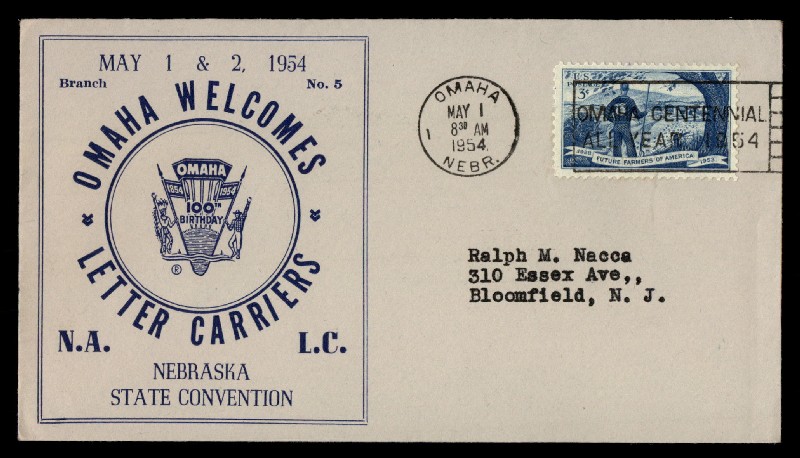 MAY 1 & 2, 1954
Branch No. 5
OMAHA WELCOMES
OMAHA
1854 1954
100TH
BIRTHDAY
®
LETTER CARRIERS
N.A. L.C.
NEBRASKA
STATE CONVENTION
OMAHA
MAY 1
8 30 AM
1
1954
NEBR.
U.S.
3¢
OMAHA CENTENNIAL
ALL YEAR 1954
1928 FUTURE FARMERS OF AMERICA 1953
Ralph M. Nacca
310 Essex Ave,,
Bloomfield, N. J.